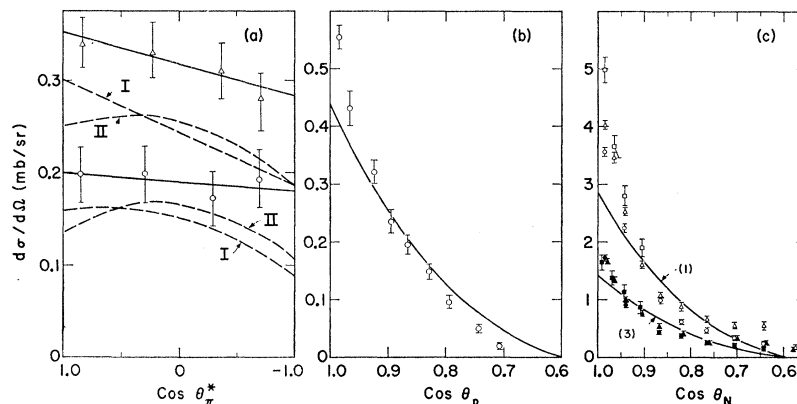 (a)
(b)
(c)
dσ/dΩ (mb/sr)
0.3
0.2
0.1
0
I
II
II
I
1.0
0
-1.0
Cos θ*π
0.5
0.4
0.3
0.2
0.1
0
1.0
0.9
0.8
0.7
0.6
Cos θp
6
5
4
3
2
1
0
(1)
(3)
1.0
0.9
0.8
0.7
0.6
Cos θN